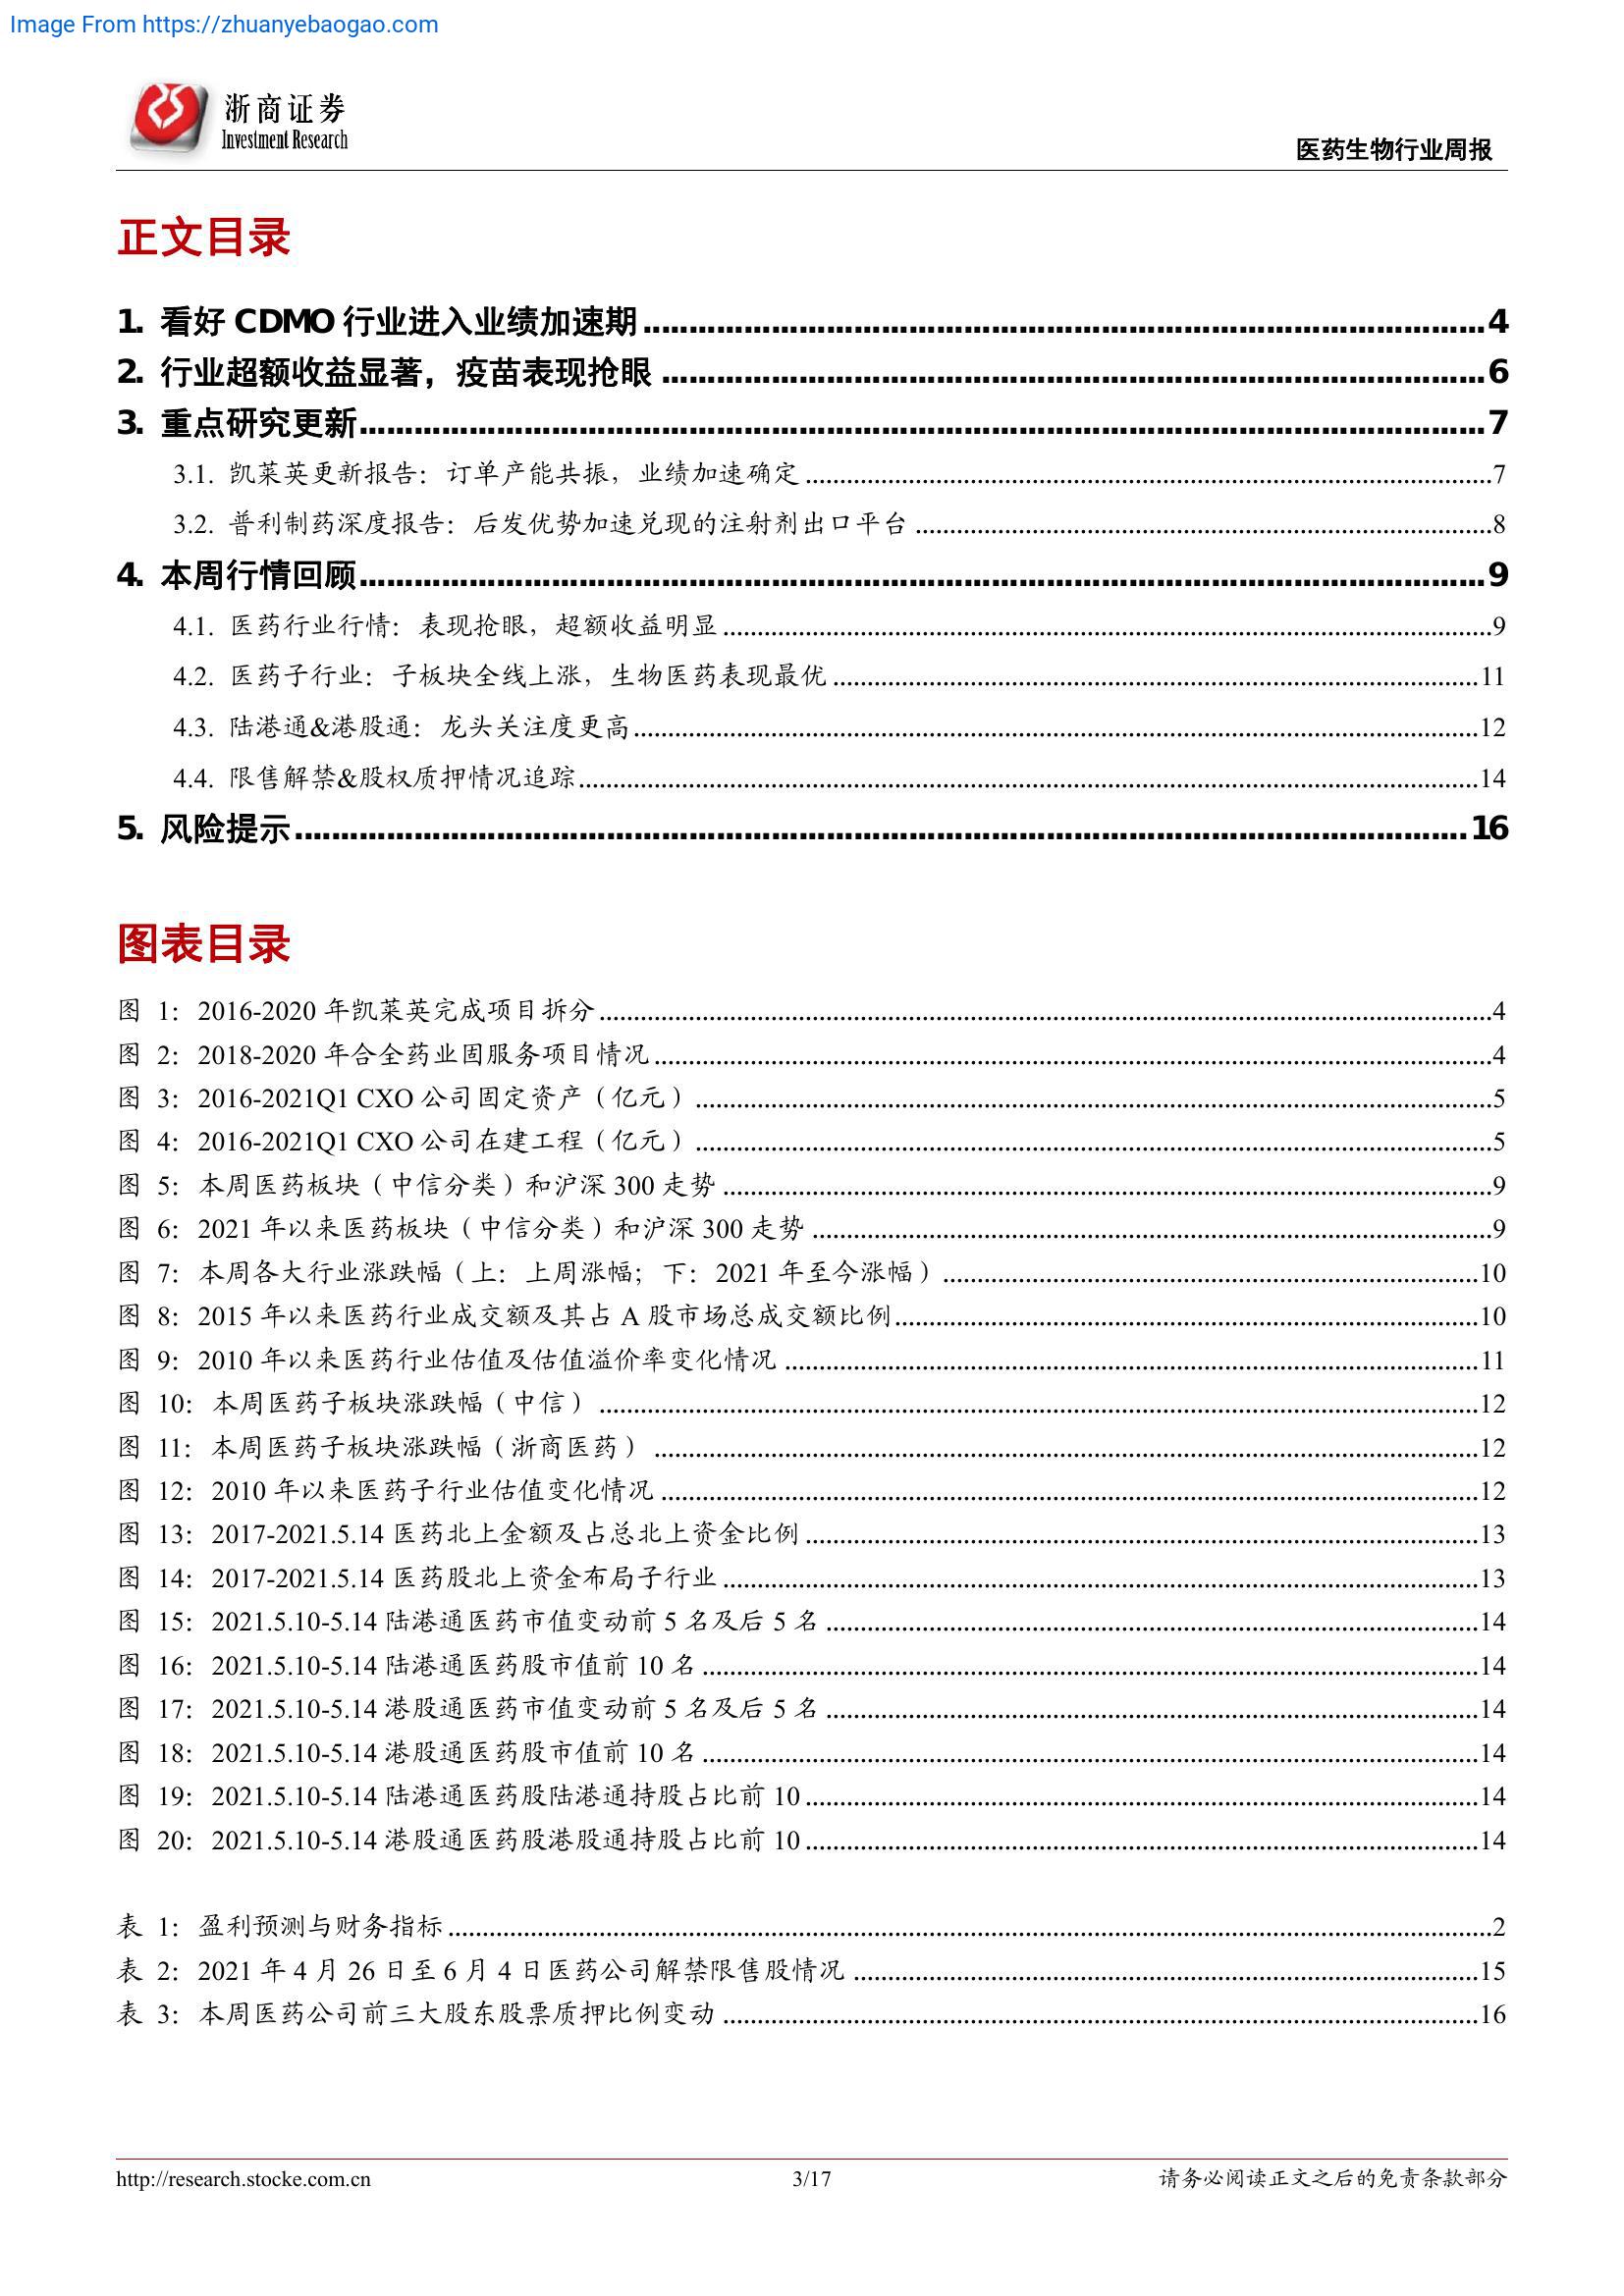 Image From https://zhuanyebaogao.com
浙商证券
Investment Research
医药生物行业周报
正文目录
1. 看好 CDMO 行业进入业绩加速期 4
2. 行业超额收益显著，疫苗表现抢眼 6
3. 重点研究更新 7
3.1. 凯莱英更新报告：订单产能共振，业绩加速确定 7
3.2. 普利制药深度报告：后发优势加速兑现的注射剂出口平台 8
4. 本周行情回顾 9
4.1. 医药行业行情：表现抢眼，超额收益明显 9
4.2. 医药子行业：子板块全线上涨，生物医药表现最优 11
4.3. 陆港通&港股通：龙头关注度更高 12
4.4. 限售解禁&股权质押情况追踪 14
5. 风险提示 16
图表目录
图 1：2016-2020 年凯莱英完成项目拆分 4
图 2：2018-2020 年合全药业固服务项目情况 4
图 3：2016-2021Q1 CXO 公司固定资产（亿元） 5
图 4：2016-2021Q1 CXO 公司在建工程（亿元） 5
图 5：本周医药板块（中信分类）和沪深 300 走势 9
图 6：2021 年以来医药板块（中信分类）和沪深 300 走势 9
图 7：本周各大行业涨跌幅（上：上周涨幅；下：2021 年至今涨幅） 10
图 8：2015 年以来医药行业成交额及其占 A 股市场总成交额比例 10
图 9：2010 年以来医药行业估值及估值溢价率变化情况 11
图 10：本周医药子板块涨跌幅（中信） 12
图 11：本周医药子板块涨跌幅（浙商医药） 12
图 12：2010 年以来医药子行业估值变化情况 12
图 13：2017-2021.5.14 医药北上金额及占总北上资金比例 13
图 14：2017-2021.5.14 医药股北上资金布局子行业 13
图 15：2021.5.10-5.14 陆港通医药市值变动前 5 名及后 5 名 14
图 16：2021.5.10-5.14 陆港通医药股市值前 10 名 14
图 17：2021.5.10-5.14 港股通医药市值变动前 5 名及后 5 名 14
图 18：2021.5.10-5.14 港股通医药股市值前 10 名 14
图 19：2021.5.10-5.14 陆港通医药股陆港通持股占比前 10 14
图 20：2021.5.10-5.14 港股通医药股港股通持股占比前 10 14
表 1：盈利预测与财务指标 2
表 2：2021 年 4 月 26 日至 6 月 4 日医药公司解禁限售股情况 15
表 3：本周医药公司前三大股东股票质押比例变动 16
http://research.stocke.com.cn 3/17 请务必阅读正文之后的免责条款部分